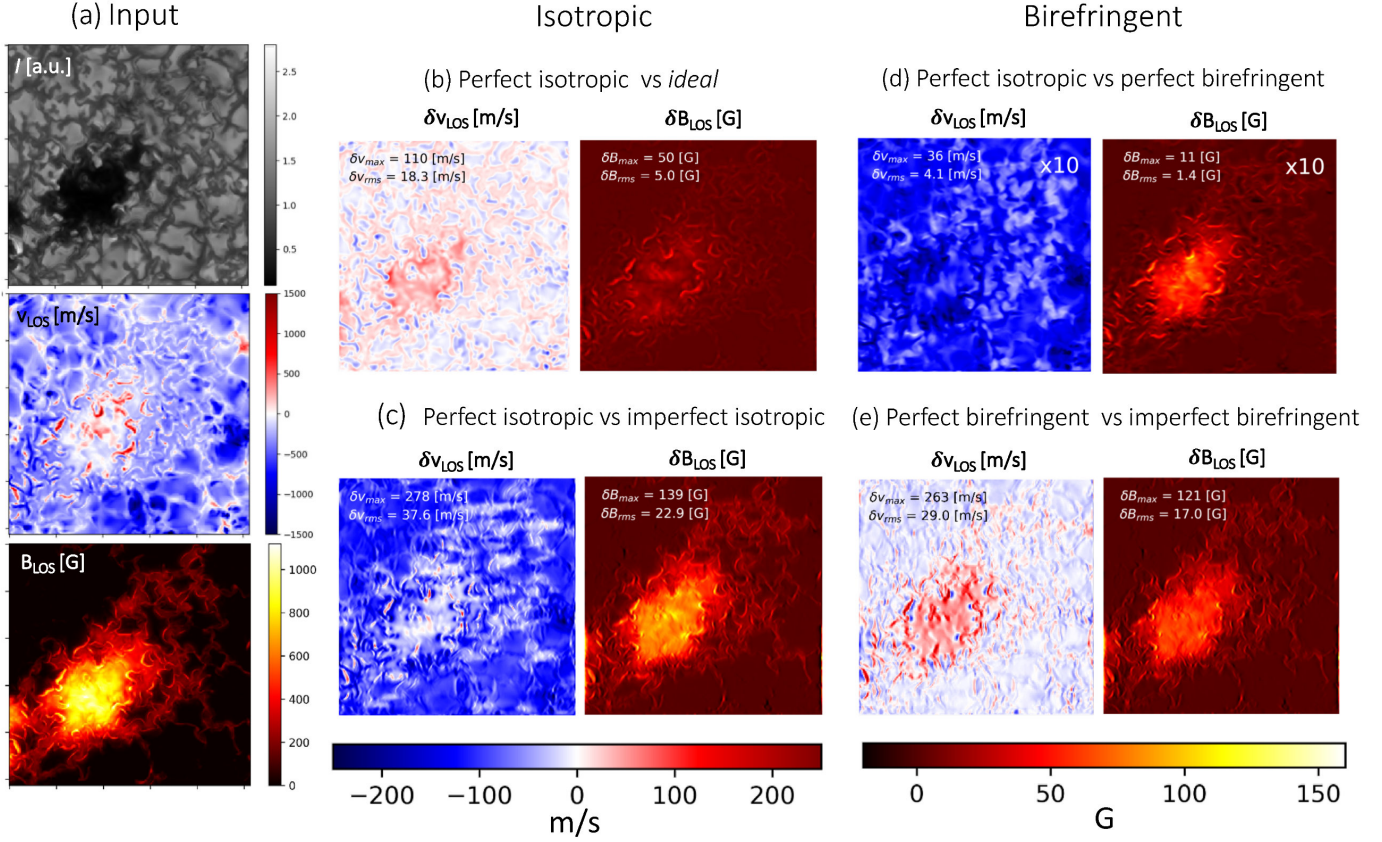 (a) Input
I [a.u.]
2.5
2.0
1.5
1.0
0.5
vLOS [m/s]
1500
1000
500
0
−500
−1000
−1500
BLOS [G]
1000
800
600
400
200
0
Isotropic
(b) Perfect isotropic vs ideal
δvLOS [m/s]
δBLOS [G]
δvmax = 110 [m/s]
δvrms = 18.3 [m/s]
δBmax = 50 [G]
δBrms = 5.0 [G]
(c) Perfect isotropic vs imperfect isotropic
δvLOS [m/s]
δBLOS [G]
δvmax = 278 [m/s]
δvrms = 37.6 [m/s]
δBmax = 139 [G]
δBrms = 22.9 [G]
−200 −100 0 100 200
m/s
Birefringent
(d) Perfect isotropic vs perfect birefringent
δvLOS [m/s]
δBLOS [G]
δvmax = 36 [m/s]
δvrms = 4.1 [m/s]
x10
δBmax = 11 [G]
δBrms = 1.4 [G]
x10
(e) Perfect birefringent vs imperfect birefringent
δvLOS [m/s]
δBLOS [G]
δvmax = 263 [m/s]
δvrms = 29.0 [m/s]
δBmax = 121 [G]
δBrms = 17.0 [G]
0 50 100 150
G